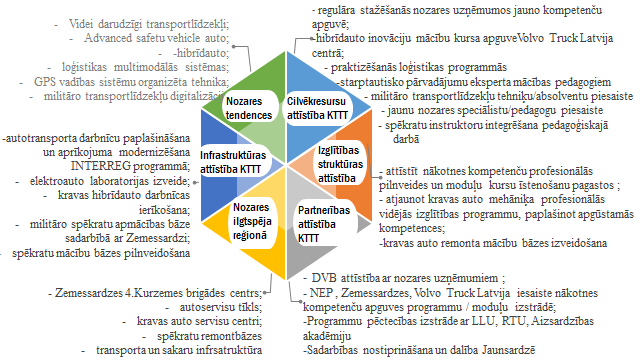 - Videi darudzīgi transportlīdzekļi;
- Advanced safetu vehicle auto;
- -hibrīdauto;
- loģistikas multimodālās sistēmas;
- GPS vadības sistēmu organizēta tehnika;
- militāro transportlīdzekļu digitalizācija
- regulāra stažēšanās nozares uzņēmumos jauno kompetenču
apguvē;
-hibrīdauto inovāciju mācību kursa apguveVolvo Truck Latvija
centrā;
- praktizēšanās loģistikas programmās
-starptautisko pārvadājumu eksperta mācības pedagogiem
- militāro transportlīdzekļu tehniķu/absolventu piesaiste
- jaunu nozares speciālistu/pedagogu piesaiste
- spēkratu instruktoru integrēšana pedagoģiskajā
darbā
Nozares
tendences
Cilvēkresursu
attīstība KTTT
Infrastruktūras
attīstība KTTT
Izglītības
struktūras
attīstība
Nozares
ilgtspēja
reģionā
Partnerības
attīstība
KTTT
-autotransporta darbnīcu paplašināšana
un aprīkojuma modernizēšana
INTERREG programmā;
- elektroauto laboratorijas izveide;
- kravas hibrīdauto darbnīcas
ierīkošana;
- militāro spēkratu apmācības bāze
sadarbībā ar Zemessardzi;
- spēkratu mācību bāzes pilnveidošana
- attīstīt nākotnes kompetenču profesionālās
pilnveides un moduļu kursu īstenošanu pagastos ;
- atjaunot kravas auto mehāniķa profesionālās
vidējās izglītības programmu, paplašinot apgūstamās
kompetences;
-kravas auto remonta mācību bāzes izveidošana
- Zemessardzes 4.Kurzemes brigādes centrs;
- autoservisu tīkls;
- kravas auto servisu centri;
- spēkratu remontbāzes
- transporta un sakaru infrsatruktūra
- DVB attīstība ar nozares uzņēmumiem ;
- NEP , Zemessardzes, Volvo Truck Latvija iesaiste nākotnes
kompetenču apguves programmu / moduļu izstrādē;
-Programmu pēctecības izstrāde ar LLU, RTU, Aizsardzības
akadēmiju
-Sadarbības nostiprināšana un dalība Jaunsardzē